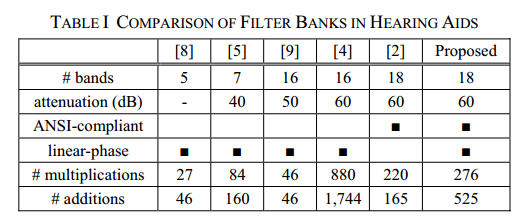 TABLE I COMPARISON OF FILTER BANKS IN HEARING AIDS
[8] [5] [9] [4] [2] Proposed
# bands 5 7 16 16 18 18
attenuation (dB) - 40 50 60 60 60
ANSI-compliant ■ ■
linear-phase ■ ■ ■ ■ ■
# multiplications 27 84 46 880 220 276
# additions 46 160 46 1,744 165 525